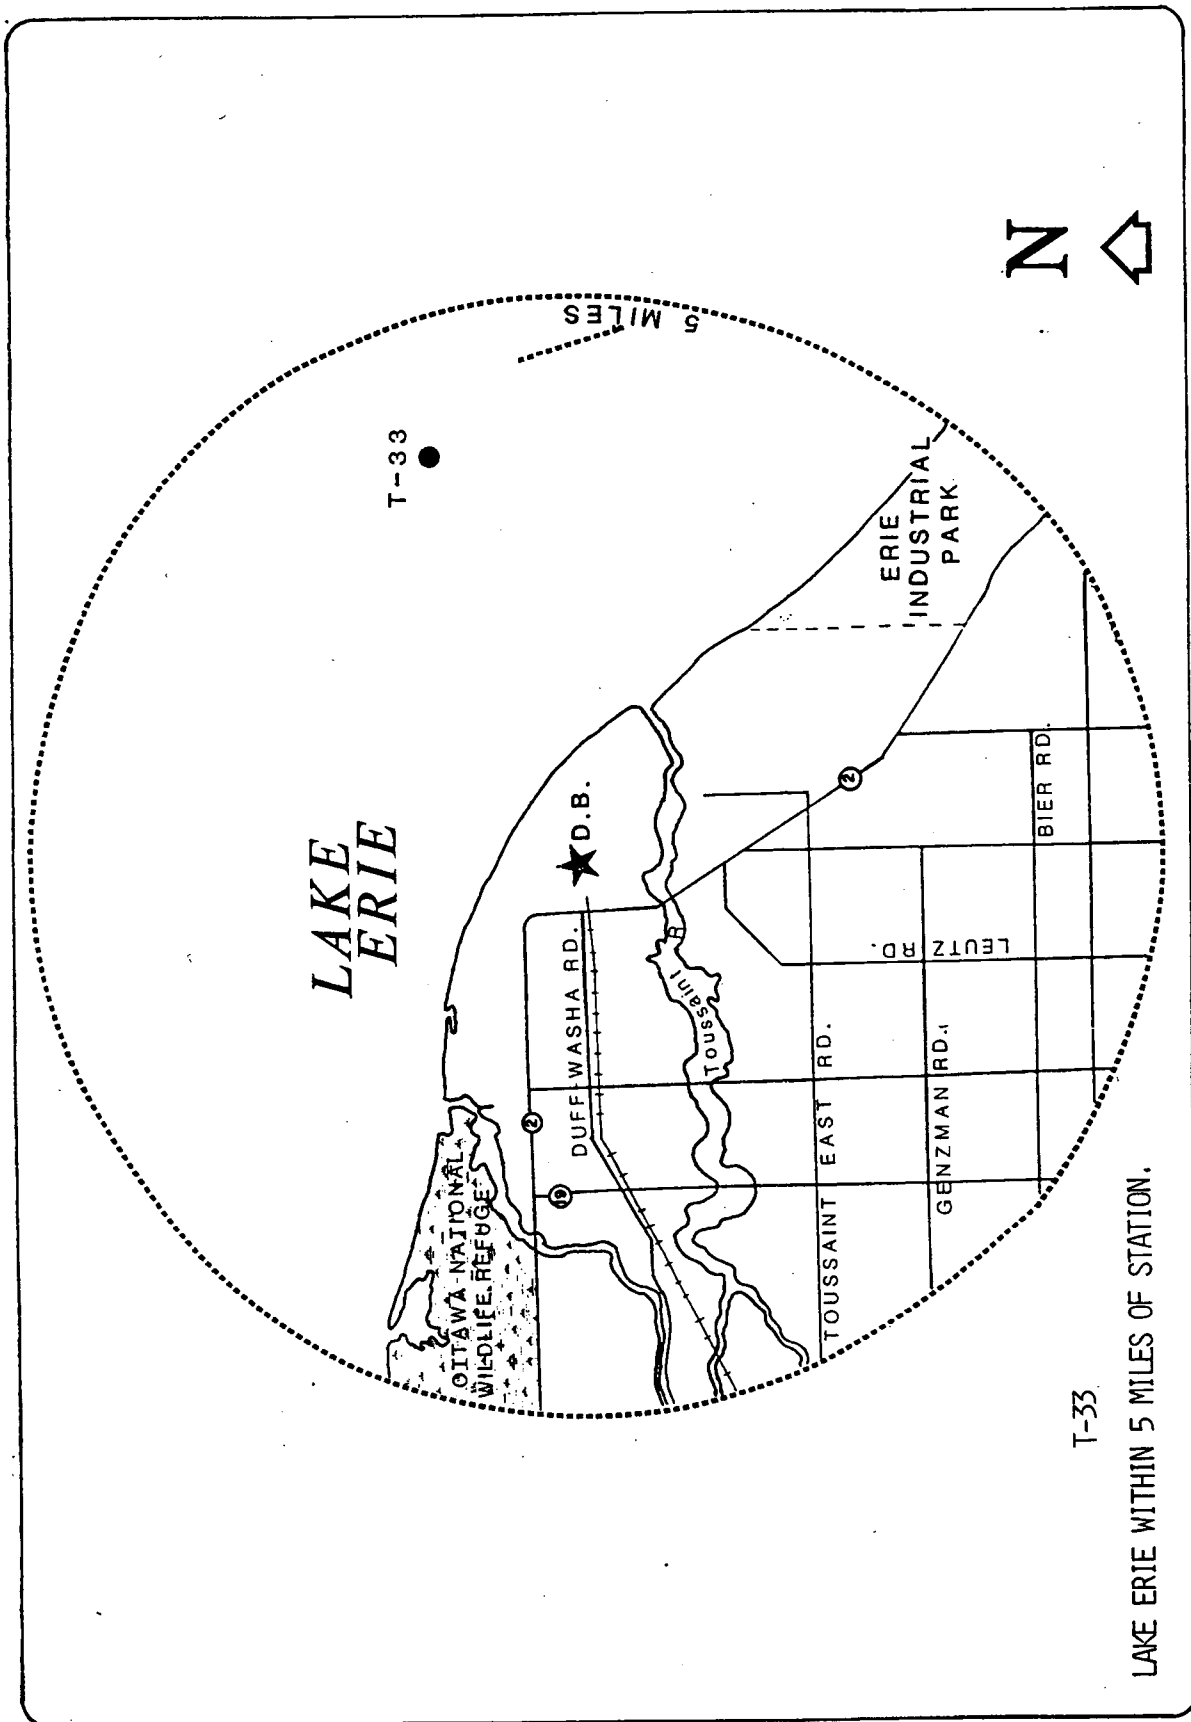 LAKE
ERIE
T-33
5 MILES
N
D.B.
OTTAWA NATIONAL
WILDLIFE REFUGE
2
19
DUFF-WASHA RD.
Toussaint
R
2
ERIE
INDUSTRIAL
PARK
TOUSSAINT EAST RD.
LEUTZ RD.
GENZMAN RD.
BIER RD.
T-33
LAKE ERIE WITHIN 5 MILES OF STATION.